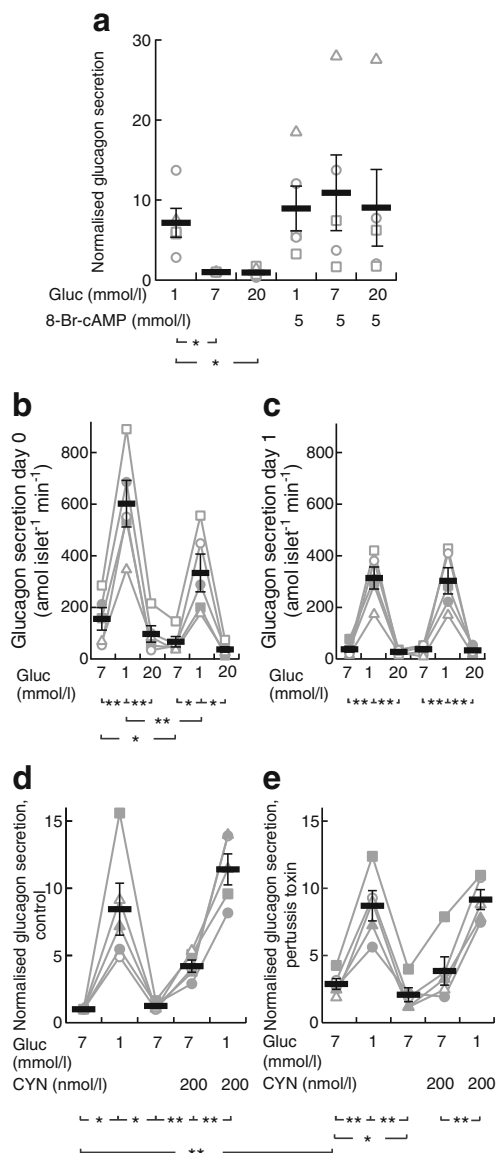 a
Normalised glucagon secretion
30
20
10
0
Gluc (mmol/l) 1 7 20 1 7 20
8-Br-cAMP (mmol/l) 5 5 5
*
*
b
Glucagon secretion day 0
(amol islet-1 min-1)
800
600
400
200
0
Gluc
(mmol/l)
7 1 20 7 1 20
** ** * *
**
*
c
Glucagon secretion day 1
(amol islet-1 min-1)
800
600
400
200
0
Gluc
(mmol/l)
7 1 20 7 1 20
** ** ** **
d
Normalised glucagon secretion,
control
15
10
5
0
Gluc
(mmol/l)
7 1 7 7 1
CYN (nmol/l) 200 200
* * ** **
**
e
Normalised glucagon secretion,
pertussis toxin
15
10
5
0
Gluc
(mmol/l)
7 1 7 7 1
CYN (nmol/l) 200 200
** ** **
*